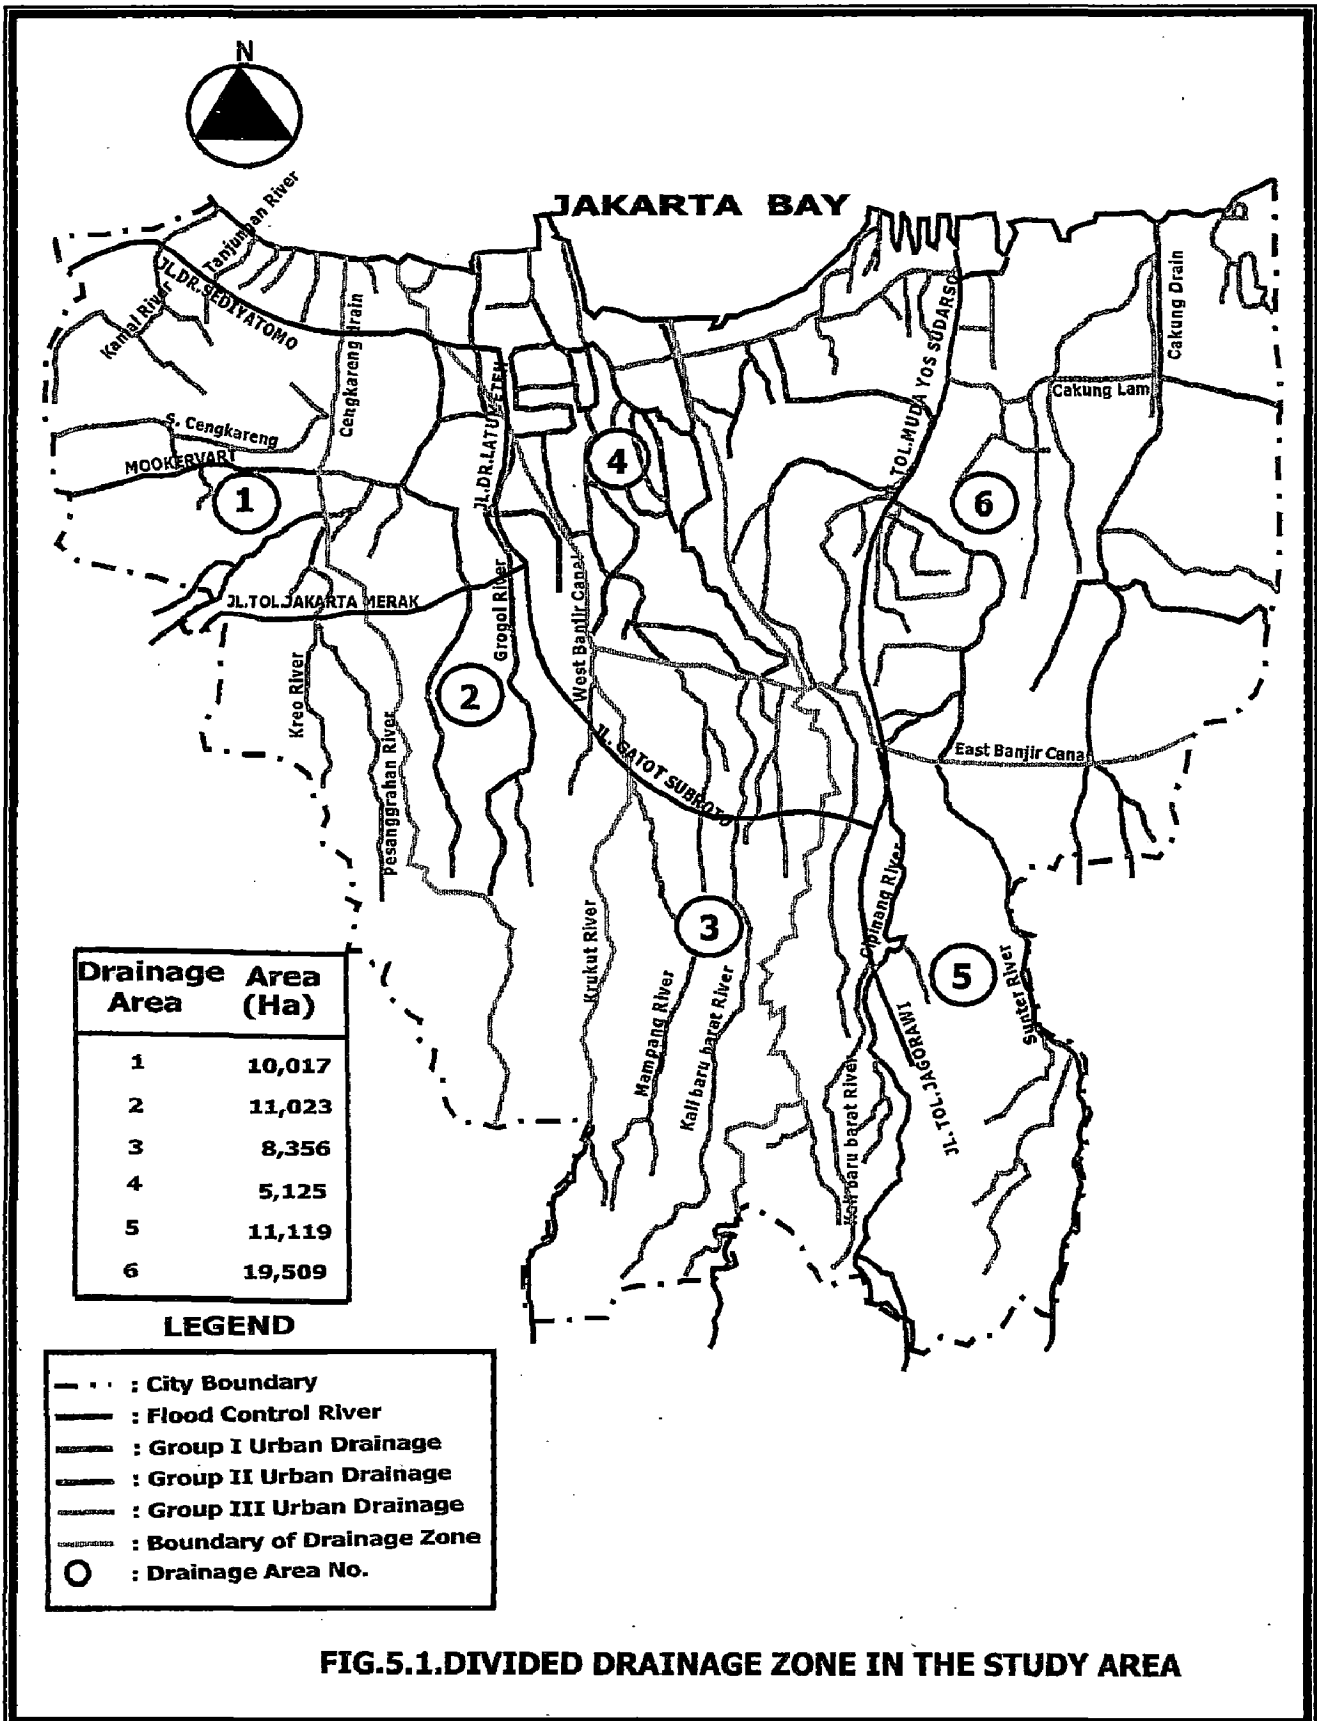 N
JAKARTA BAY
Tanjungan River
JL.DR.SEDIYATOMO
Kamal River
Cengkareng drain
S. Cengkareng
MOOKERVART
JL.DR.LATUMETEN
TOL.MUDA YOS SUDARSO
Cakung Drain
Cakung Lam
1
4
6
JL.TOL.JAKARTA MERAK
Grogol River
West Banjir Canal
Kreo River
2
Pesanggrahan River
JL. GATOT SUBROTO
East Banjir Canal
Cipinang River
Krukut River
3
Mampang River
Kali baru barat River
5
Sunter River
JL.TOL.JAGORAWI
Kali baru barat River
Drainage Area
Area (Ha)
1 10,017
2 11,023
3 8,356
4 5,125
5 11,119
6 19,509
LEGEND
: City Boundary
: Flood Control River
: Group I Urban Drainage
: Group II Urban Drainage
: Group III Urban Drainage
: Boundary of Drainage Zone
: Drainage Area No.
FIG.5.1.DIVIDED DRAINAGE ZONE IN THE STUDY AREA